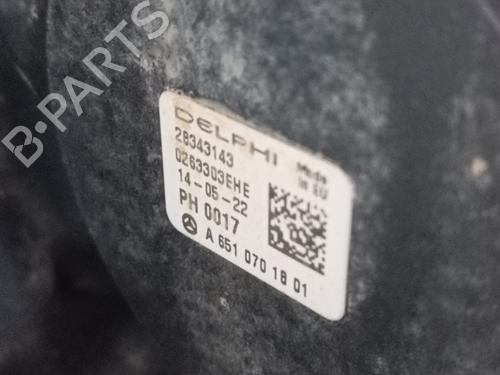 B-PARTS
DELPHI
Made
in EU
28343143
0263303EHE
14-05-22
PH 0017
A 651 070 18 01